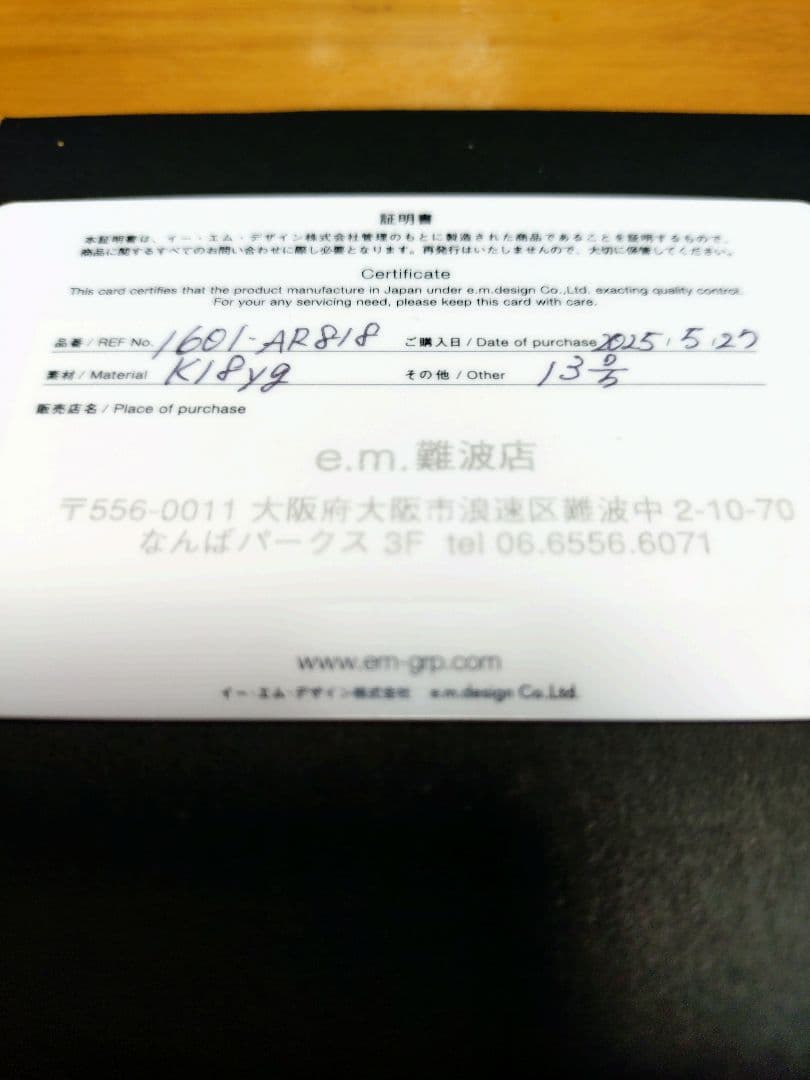 証明書
本証明書は、イー・エム・デザイン株式会社管理のもとに製造された商品であることを証明するもので、
商品に関するすべてのお問い合わせに際し必要となります。再発行はいたしませんので、大切に保管してください。
Certificate
This card certifies that the product manufacture in Japan under e.m.design Co.,Ltd. exacting quality control.
For your any servicing need, please keep this card with care.
品番 / REF No. 1601-AR818 ご購入日 / Date of purchase 2025 / 5 / 27
素材 / Material K18yg その他 / Other 13
販売店名 / Place of purchase
e.m.難波店
〒556-0011 大阪府大阪市浪速区難波中 2-10-70
なんばパークス 3F tel 06.6556.6071
www.em-grp.com
イー・エム・デザイン株式会社 e.m.design Co.,Ltd.